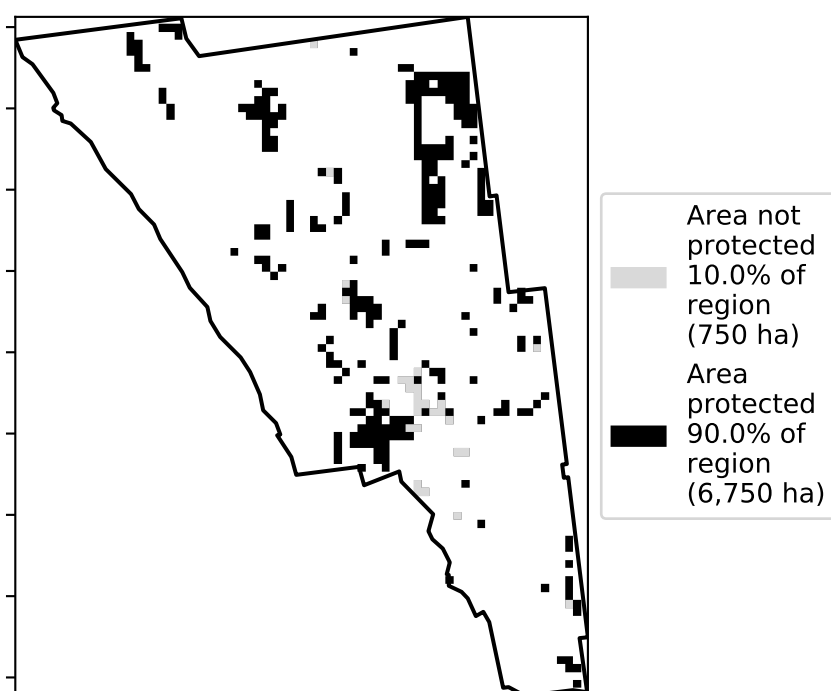 Area not
protected
10.0% of
region
(750 ha)
Area
protected
90.0% of
region
(6,750 ha)